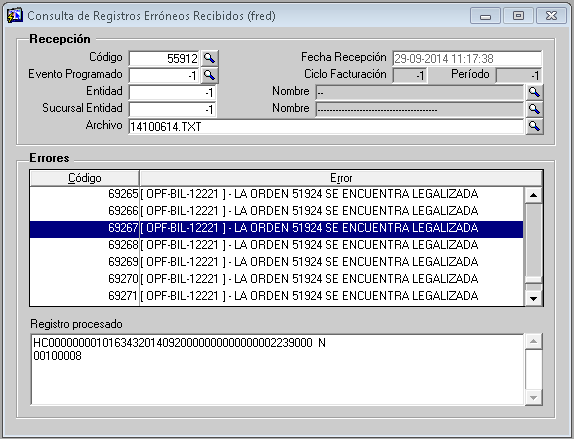 Consulta de Registros Erróneos Recibidos (fred)
Recepción
Código 55912 Fecha Recepción 29-09-2014 11:17:38
Evento Programado -1 Ciclo Facturación -1 Período -1
Entidad -1 Nombre --
Sucursal Entidad -1 Nombre ---------------------------------------
Archivo 14100614.TXT
Errores
Código Error
69265 [ OPF-BIL-12221 ] - LA ORDEN 51924 SE ENCUENTRA LEGALIZADA
69266 [ OPF-BIL-12221 ] - LA ORDEN 51924 SE ENCUENTRA LEGALIZADA
69267 [ OPF-BIL-12221 ] - LA ORDEN 51924 SE ENCUENTRA LEGALIZADA
69268 [ OPF-BIL-12221 ] - LA ORDEN 51924 SE ENCUENTRA LEGALIZADA
69269 [ OPF-BIL-12221 ] - LA ORDEN 51924 SE ENCUENTRA LEGALIZADA
69270 [ OPF-BIL-12221 ] - LA ORDEN 51924 SE ENCUENTRA LEGALIZADA
69271 [ OPF-BIL-12221 ] - LA ORDEN 51924 SE ENCUENTRA LEGALIZADA
Registro procesado
HC00000000101634320140920000000000000002239000 N
00100008